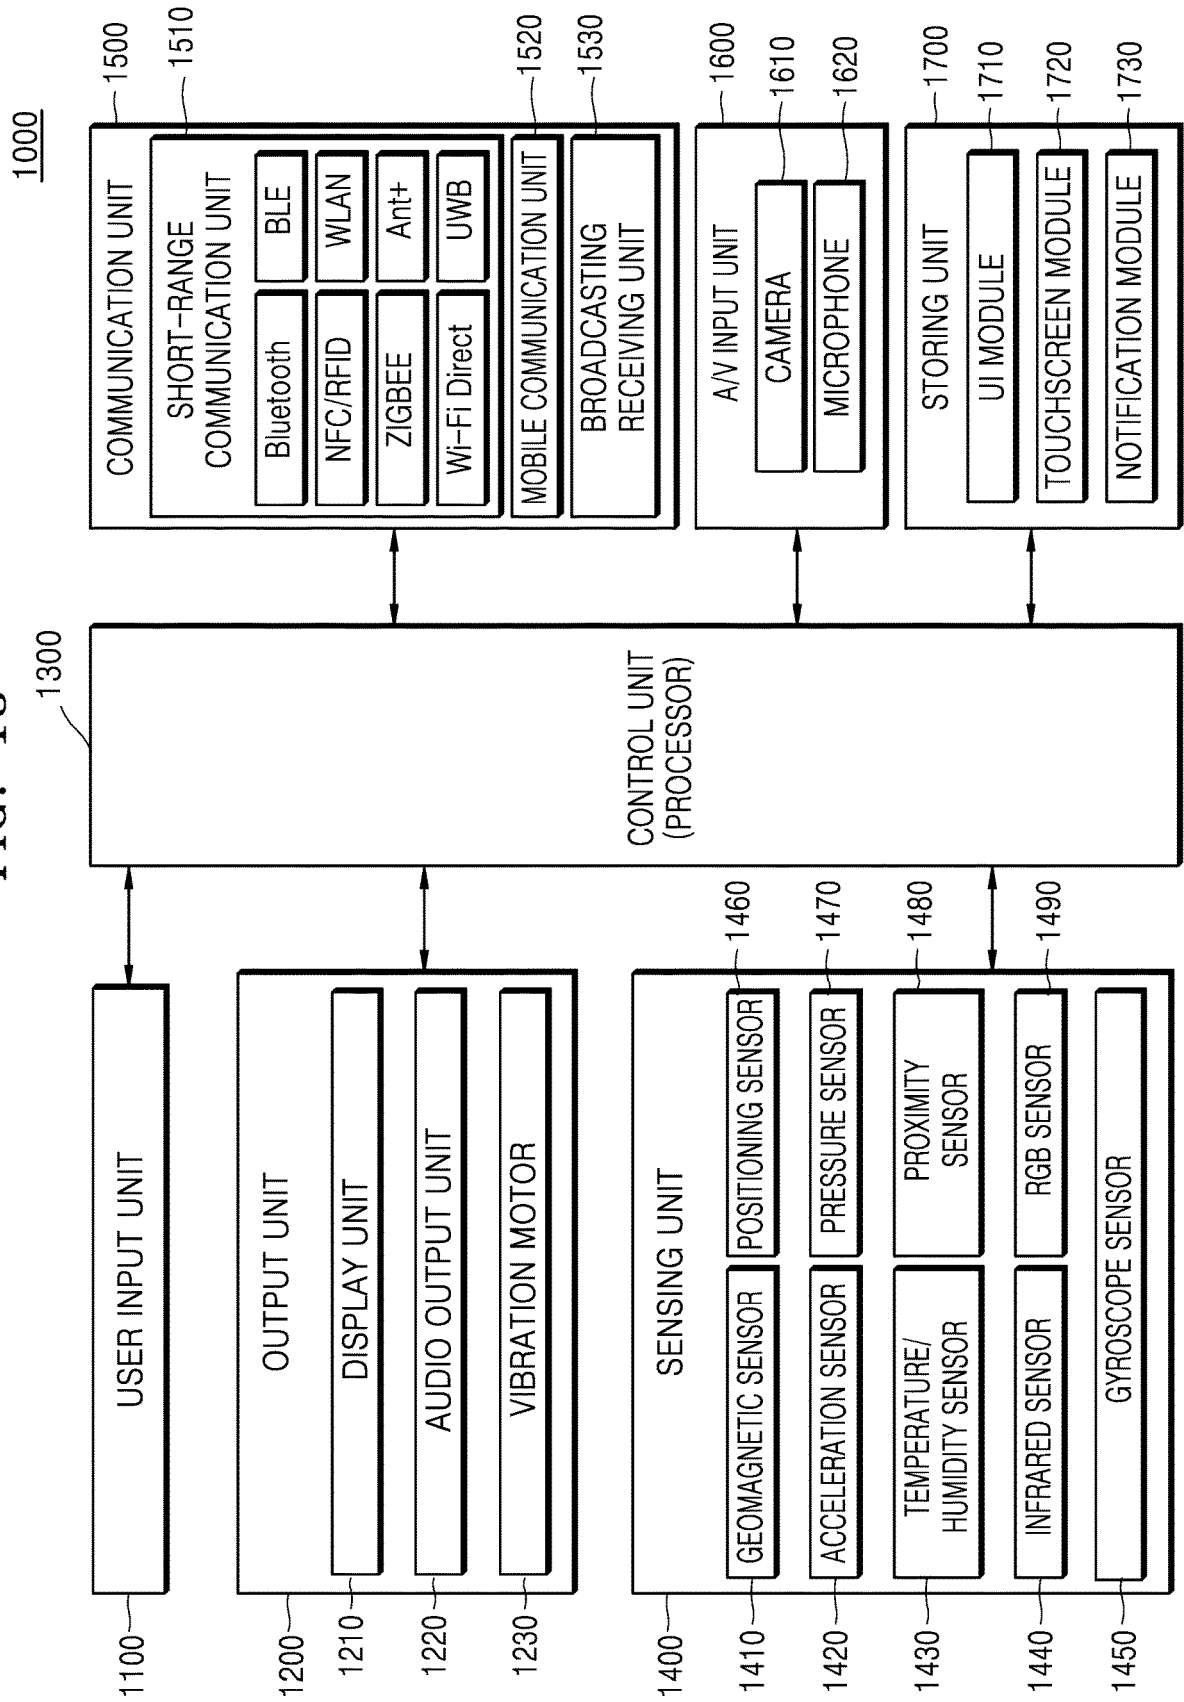 1000
1300
1100
USER INPUT UNIT
1200
OUTPUT UNIT
1210
DISPLAY UNIT
1220
AUDIO OUTPUT UNIT
1230
VIBRATION MOTOR
1400
SENSING UNIT
1410
GEOMAGNETIC SENSOR
POSITIONING SENSOR
1460
1420
ACCELERATION SENSOR
PRESSURE SENSOR
1470
1430
TEMPERATURE/
HUMIDITY SENSOR
PROXIMITY
SENSOR
1480
1440
INFRARED SENSOR
RGB SENSOR
1490
1450
GYROSCOPE SENSOR
CONTROL UNIT
(PROCESSOR)
COMMUNICATION UNIT
1500
SHORT-RANGE
COMMUNICATION UNIT
1510
Bluetooth
BLE
NFC/RFID
WLAN
ZIGBEE
Ant+
Wi-Fi Direct
UWB
MOBILE COMMUNICATION UNIT
1520
BROADCASTING
RECEIVING UNIT
1530
A/V INPUT UNIT
1600
CAMERA
1610
MICROPHONE
1620
STORING UNIT
1700
UI MODULE
1710
TOUCHSCREEN MODULE
1720
NOTIFICATION MODULE
1730